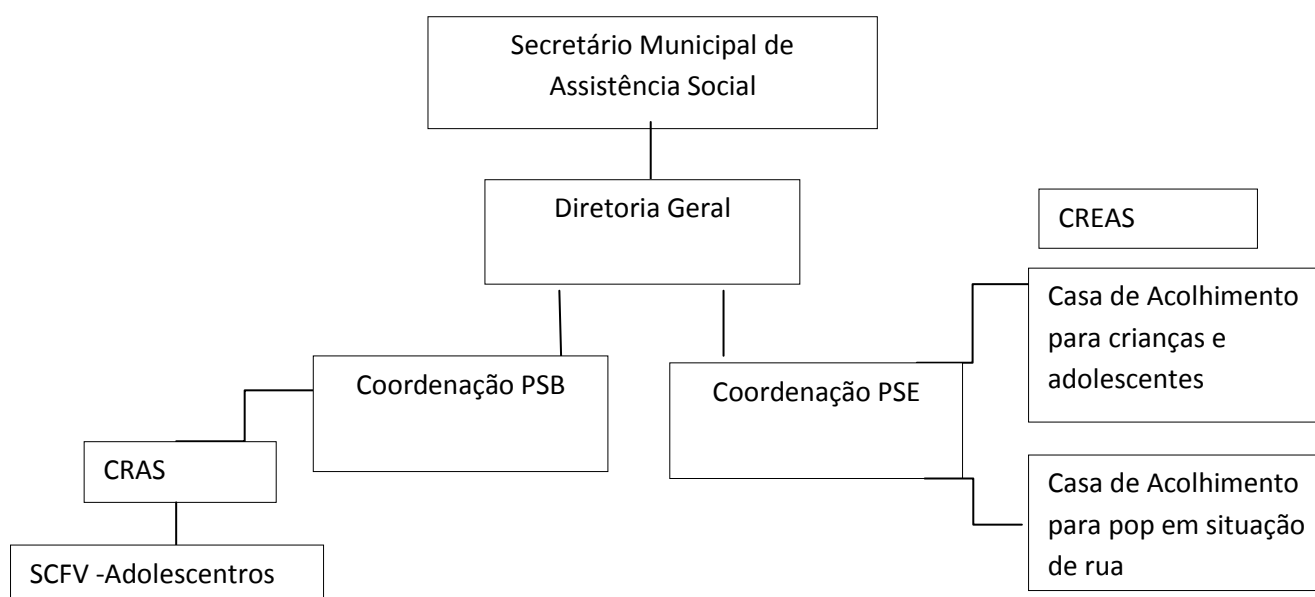 Secretário Municipal de
Assistência Social
Diretoria Geral
CREAS
Casa de Acolhimento
para crianças e
adolescentes
Coordenação PSB
Coordenação PSE
CRAS
Casa de Acolhimento
para pop em situação
de rua
SCFV -Adolescentros